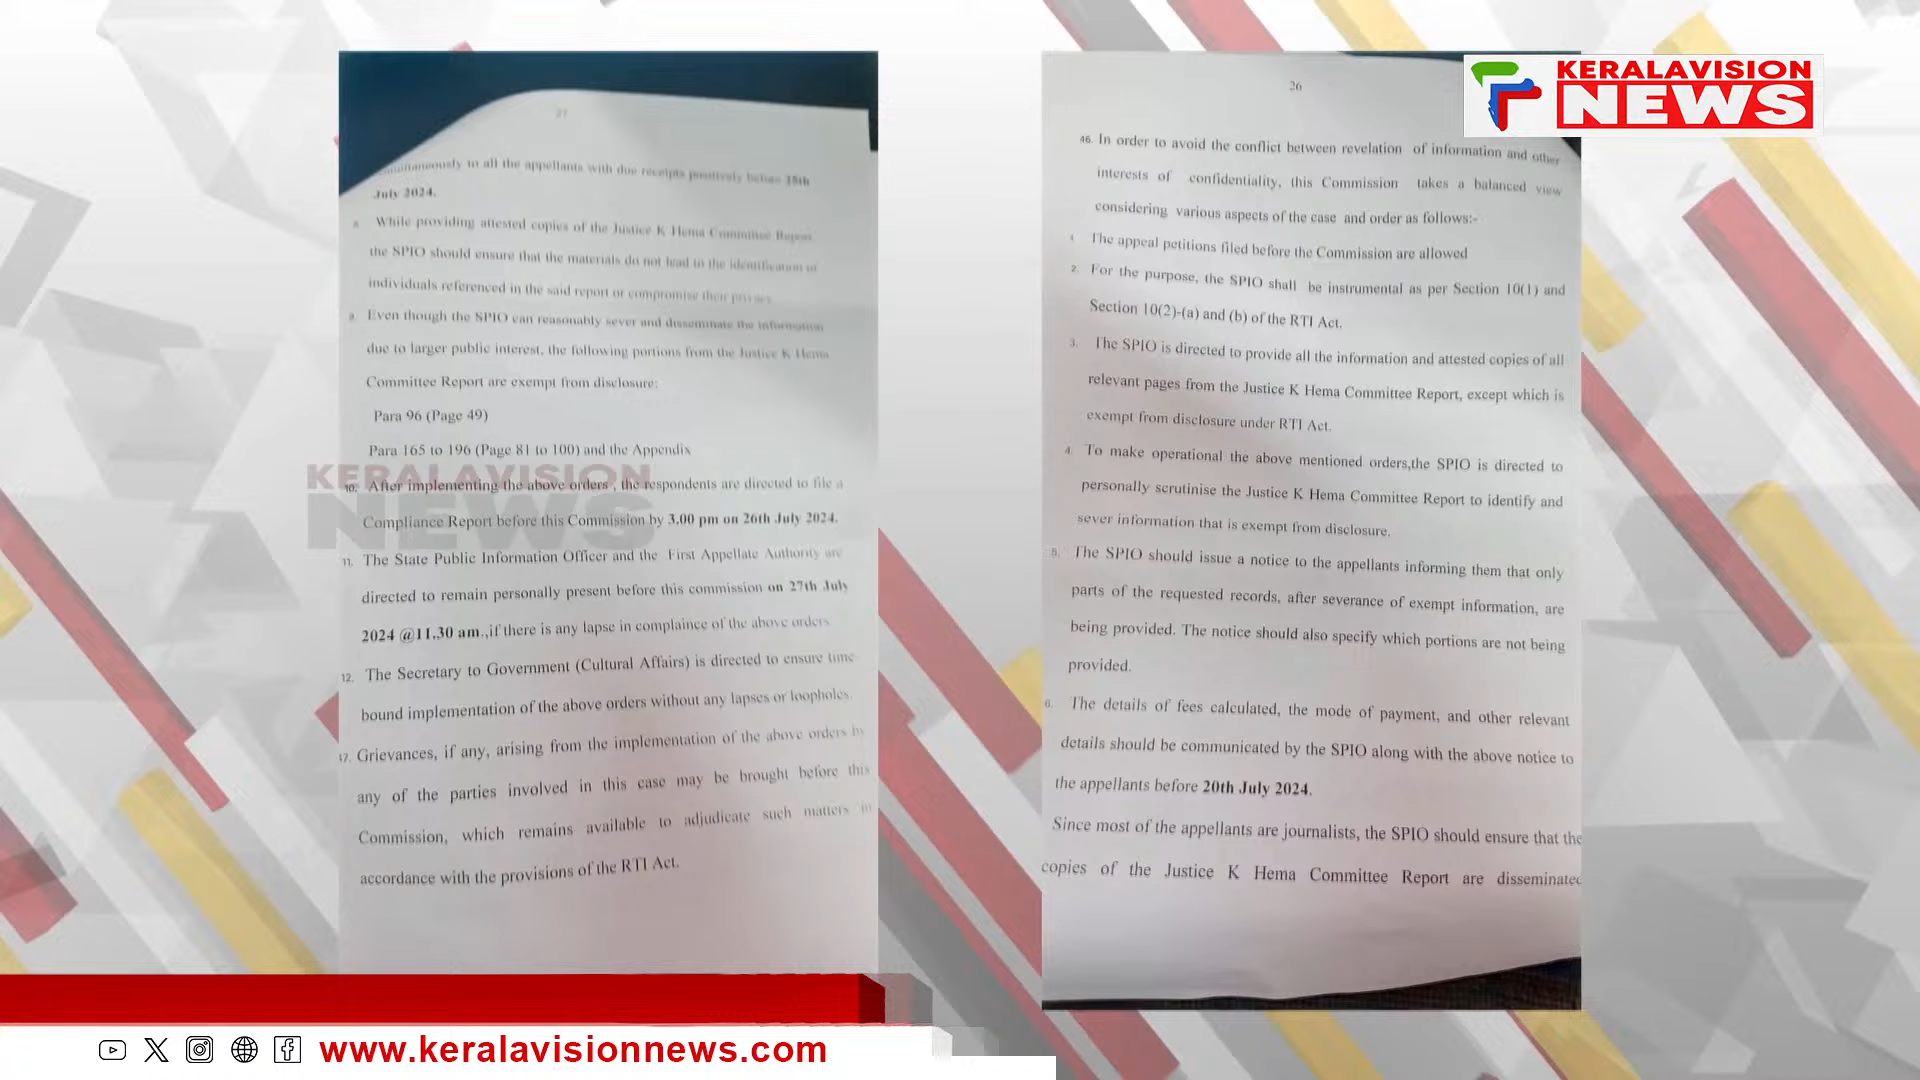 KERALAVISION
NEWS
27
to all the appellants with due receipts positively before 18th
July 2024.
While providing attested copies of the Justice K Hema Committee Report
the SPIO should ensure that the materials do not lead to the identification of
individuals referenced in the said report or compromise their privacy
9. Even though the SPIO can reasonably sever and disseminate the information
due to larger public interest, the following portions from the Justice K Hema
Committee Report are exempt from disclosure:
Para 96 (Page 49)
Para 165 to 196 (Page 81 to 100) and the Appendix
KERALAVISION
NEWS
10. After implementing the above orders , the respondents are directed to file a
Compliance Report before this Commission by 3.00 pm on 26th July 2024.
11. The State Public Information Officer and the First Appellate Authority are
directed to remain personally present before this commission on 27th July
2024 @11.30 am.,if there is any lapse in complaince of the above orders.
12. The Secretary to Government (Cultural Affairs) is directed to ensure time-
bound implementation of the above orders without any lapses or loopholes.
17. Grievances, if any, arising from the implementation of the above orders by
any of the parties involved in this case may be brought before this
Commission, which remains available to adjudicate such matters in
accordance with the provisions of the RTI Act.
26
46. In order to avoid the conflict between revelation of information and other
interests of confidentiality, this Commission takes a balanced view
considering various aspects of the case and order as follows:-
1 The appeal petitions filed before the Commission are allowed
2. For the purpose, the SPIO shall be instrumental as per Section 10(1) and
Section 10(2)-(a) and (b) of the RTI Act.
3. The SPIO is directed to provide all the information and attested copies of all
relevant pages from the Justice K Hema Committee Report, except which is
exempt from disclosure under RTI Act.
4. To make operational the above mentioned orders,the SPIO is directed to
personally scrutinise the Justice K Hema Committee Report to identify and
sever information that is exempt from disclosure.
5. The SPIO should issue a notice to the appellants informing them that only
parts of the requested records, after severance of exempt information, are
being provided. The notice should also specify which portions are not being
provided.
6. The details of fees calculated, the mode of payment, and other relevant
details should be communicated by the SPIO along with the above notice to
the appellants before 20th July 2024.
Since most of the appellants are journalists, the SPIO should ensure that the
copies of the Justice K Hema Committee Report are disseminated
www.keralavisionnews.com